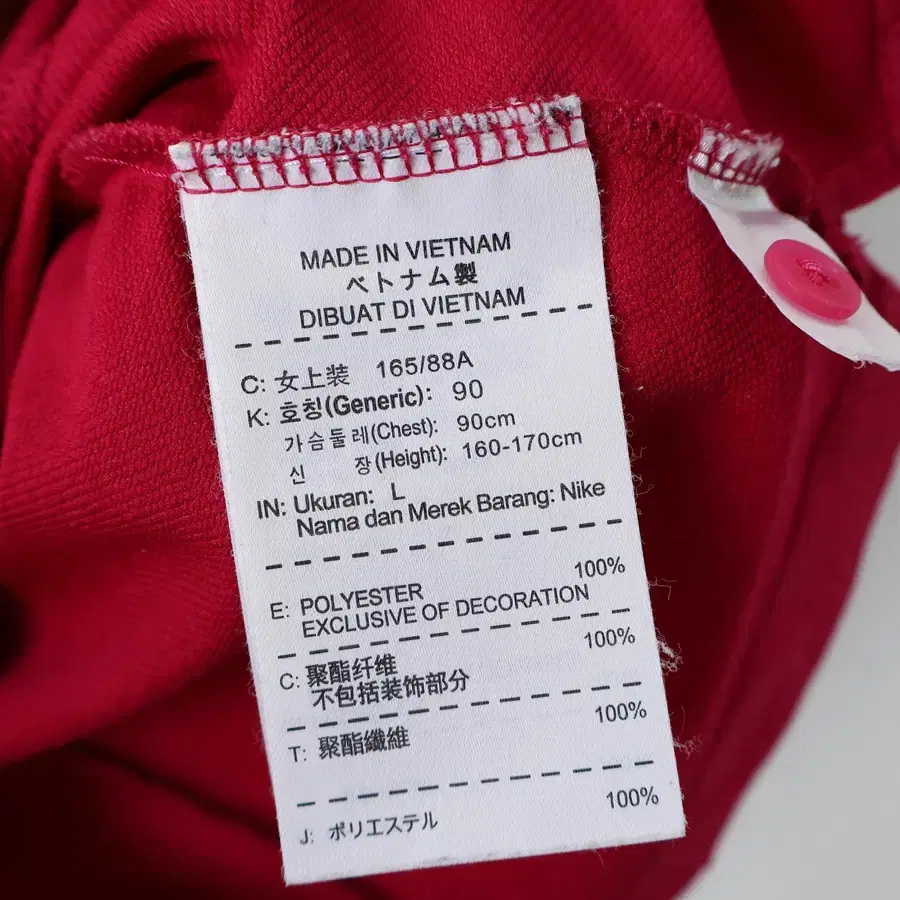 MADE IN VIETNAM
ベトナム製
DIBUAT DI VIETNAM
C: 女上装 165/88A
K: 호칭(Generic): 90
가슴둘레(Chest): 90cm
신 장(Height): 160-170cm
IN: Ukuran: L
Nama dan Merek Barang: Nike
100%
E: POLYESTER
EXCLUSIVE OF DECORATION
100%
C: 聚酯纤维
不包括装饰部分
100%
T: 聚酯纖維
100%
J: ポリエステル